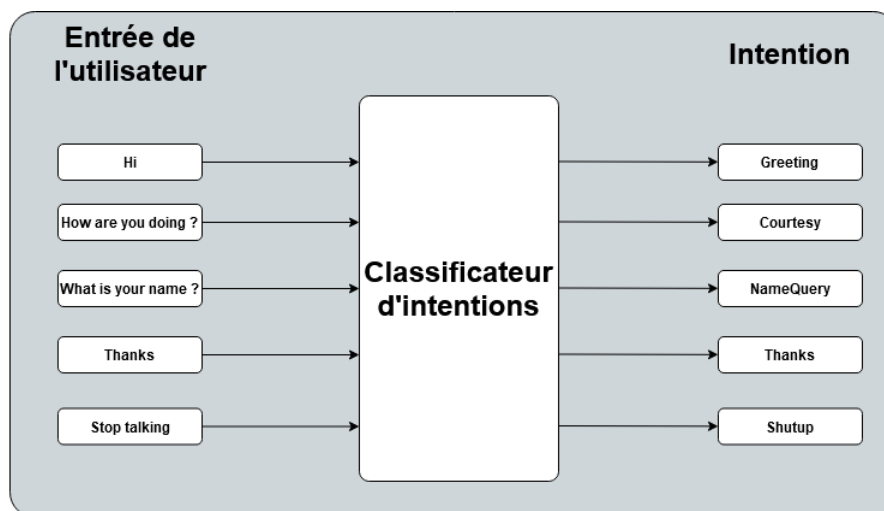 Entrée de
l'utilisateur
Intention
Hi
Greeting
How are you doing ?
Courtesy
Classificateur
d'intentions
What is your name ?
NameQuery
Thanks
Thanks
Stop talking
Shutup